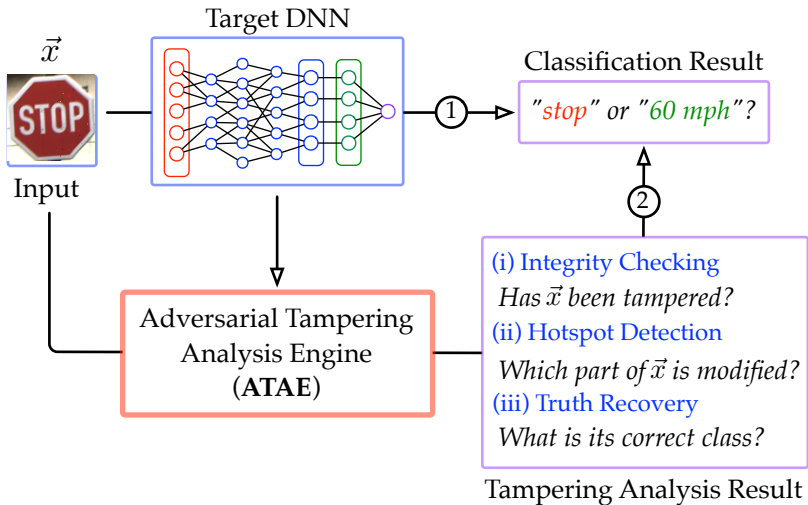 Target DNN
x⃗
STOP
Input
1
Classification Result
"stop" or "60 mph"?
2
Adversarial Tampering
Analysis Engine
(ATAE)
(i) Integrity Checking
Has x⃗ been tampered?
(ii) Hotspot Detection
Which part of x⃗ is modified?
(iii) Truth Recovery
What is its correct class?
Tampering Analysis Result